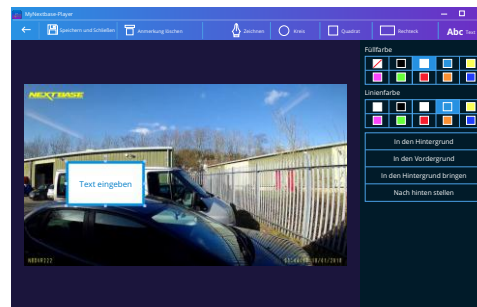 MyNextbase-Player
Speichern und Schließen
Anmerkung löschen
Zeichnen
Kreis
Quadrat
Rechteck
Abc Text
Füllfarbe
Linienfarbe
In den Hintergrund
In den Vordergrund
In den Hintergrund bringen
Nach hinten stellen
NEXTBASE
Text eingeben